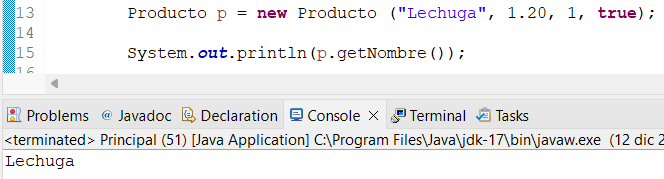 13 Producto p = new Producto ("Lechuga", 1.20, 1, true);
14
15 System.out.println(p.getNombre());
16
Problems @ Javadoc Declaration Console × Terminal Tasks
<terminated> Principal (51) [Java Application] C:\Program Files\Java\jdk-17\bin\javaw.exe (12 dic 2
Lechuga